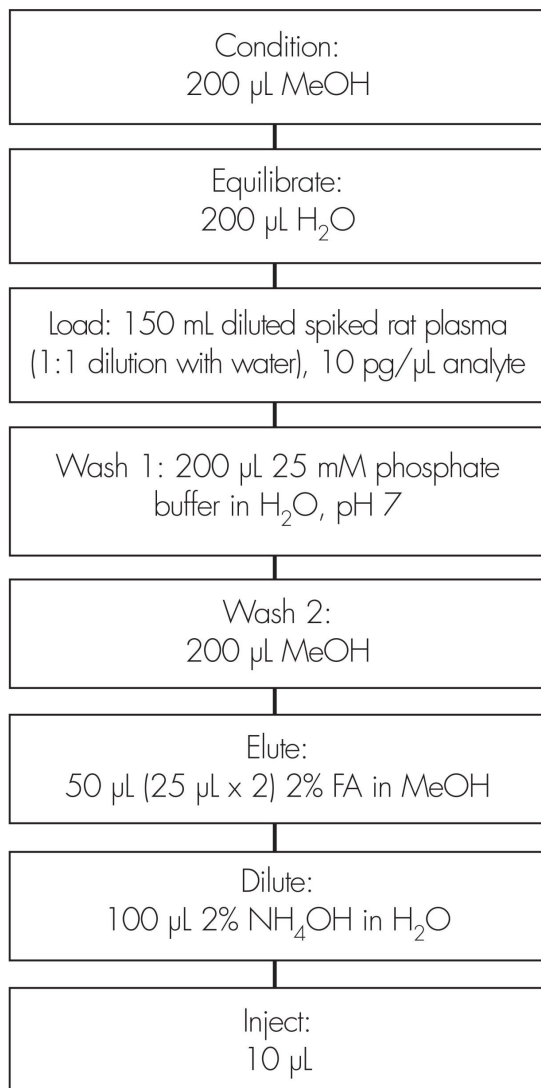 Condition:
200 µL MeOH
Equilibrate:
200 µL H₂O
Load: 150 mL diluted spiked rat plasma
(1:1 dilution with water), 10 pg/µL analyte
Wash 1: 200 µL 25 mM phosphate
buffer in H₂O, pH 7
Wash 2:
200 µL MeOH
Elute:
50 µL (25 µL x 2) 2% FA in MeOH
Dilute:
100 µL 2% NH₄OH in H₂O
Inject:
10 µL